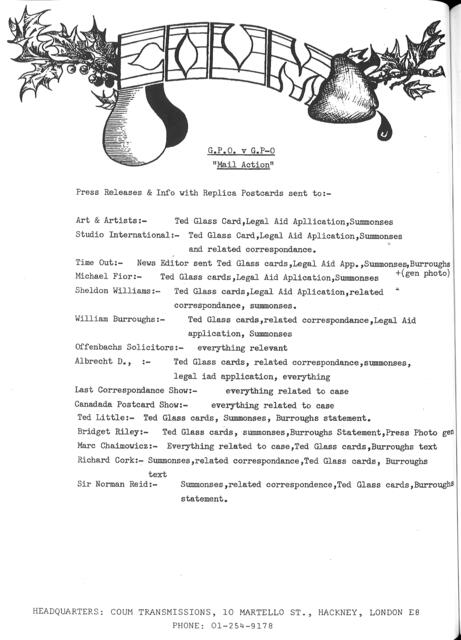 COUM
G.P.O. v G.P-O
"Mail Action"
Press Releases & Info with Replica Postcards sent to:-
Art & Artists:- Ted Glass Card,Legal Aid Apllication,Summonses
Studio International:- Ted Glass Card,Legal Aid Aplication,Summonses
and related correspondance.
Time Out:- News Editor sent Ted Glass cards,Legal Aid App.,Summonses,Burroughs
+(gen photo)
Michael Fior:- Ted Glass cards,Legal Aid Aplication,Summonses
Sheldon Williams:- Ted Glass cards,Legal Aid Aplication,related
correspondance, summonses.
William Burroughs:- Ted Glass cards,related correspondance,Legal Aid
application, Summonses
Offenbachs Solicitors:- everything relevant
Albrecht D., :- Ted Glass cards, related correspondance,summonses,
legal iad application, everything
Last Correspondance Show:- everything related to case
Canadada Postcard Show:- everything related to case
Ted Little:- Ted Glass cards, Summonses, Burroughs statement.
Bridget Riley:- Ted Glass cards, summonses,Burroughs Statement,Press Photo gen
Marc Chaimowicz:- Everything related to case,Ted Glass cards,Burroughs text
Richard Cork:- Summonses,related correspondance,Ted Glass cards, Burroughs
text
Sir Norman Reid:- Summonses,related correspondence,Ted Glass cards,Burroughs
statement.
HEADQUARTERS: COUM TRANSMISSIONS, 10 MARTELLO ST., HACKNEY, LONDON E8
PHONE: 01-254-9178